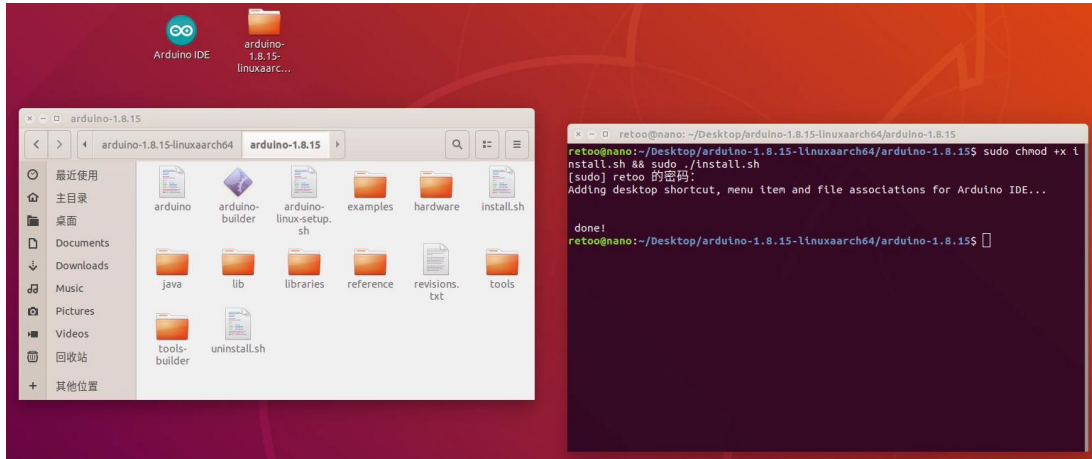 Arduino IDE
arduino-
1.8.15-
linuxaarc...
arduino-1.8.15
arduino-1.8.15-linuxaarch64
arduino-1.8.15
最近使用
主目录
桌面
Documents
Downloads
Music
Pictures
Videos
回收站
其他位置
arduino
arduino-
builder
arduino-
linux-setup.
sh
examples
hardware
install.sh
java
lib
libraries
reference
revisions.
txt
tools
tools-
builder
uninstall.sh
retoo@nano: ~/Desktop/arduino-1.8.15-linuxaarch64/arduino-1.8.15
retoo@nano:~/Desktop/arduino-1.8.15-linuxaarch64/arduino-1.8.15$ sudo chmod +x i
nstall.sh && sudo ./install.sh
[sudo] retoo 的密码：
Adding desktop shortcut, menu item and file associations for Arduino IDE...
done!
retoo@nano:~/Desktop/arduino-1.8.15-linuxaarch64/arduino-1.8.15$